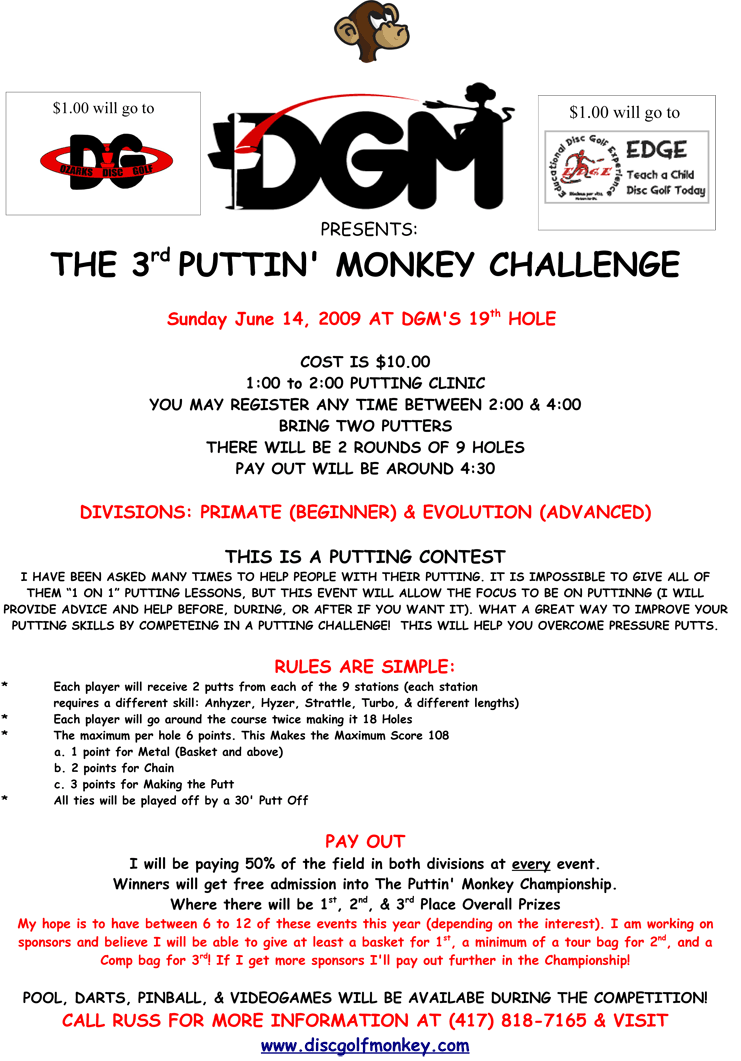 $1.00 will go to
OZARKS DG DISC GOLF
DGM
$1.00 will go to
Educational Disc Golf Experience
EDGE
EDGE
Teach a Child
Disc Golf Today
PRESENTS:
THE 3rd PUTTIN' MONKEY CHALLENGE
Sunday June 14, 2009 AT DGM'S 19th HOLE
COST IS $10.00
1:00 to 2:00 PUTTING CLINIC
YOU MAY REGISTER ANY TIME BETWEEN 2:00 & 4:00
BRING TWO PUTTERS
THERE WILL BE 2 ROUNDS OF 9 HOLES
PAY OUT WILL BE AROUND 4:30
DIVISIONS: PRIMATE (BEGINNER) & EVOLUTION (ADVANCED)
THIS IS A PUTTING CONTEST
I HAVE BEEN ASKED MANY TIMES TO HELP PEOPLE WITH THEIR PUTTING. IT IS IMPOSSIBLE TO GIVE ALL OF
THEM “1 ON 1” PUTTING LESSONS, BUT THIS EVENT WILL ALLOW THE FOCUS TO BE ON PUTTINNG (I WILL
PROVIDE ADVICE AND HELP BEFORE, DURING, OR AFTER IF YOU WANT IT). WHAT A GREAT WAY TO IMPROVE YOUR
PUTTING SKILLS BY COMPETEING IN A PUTTING CHALLENGE! THIS WILL HELP YOU OVERCOME PRESSURE PUTTS.
RULES ARE SIMPLE:
* Each player will receive 2 putts from each of the 9 stations (each station
requires a different skill: Anhyzer, Hyzer, Strattle, Turbo, & different lengths)
* Each player will go around the course twice making it 18 Holes
* The maximum per hole 6 points. This Makes the Maximum Score 108
a. 1 point for Metal (Basket and above)
b. 2 points for Chain
c. 3 points for Making the Putt
* All ties will be played off by a 30' Putt Off
PAY OUT
I will be paying 50% of the field in both divisions at every event.
Winners will get free admission into The Puttin' Monkey Championship.
Where there will be 1st, 2nd, & 3rd Place Overall Prizes
My hope is to have between 6 to 12 of these events this year (depending on the interest). I am working on
sponsors and believe I will be able to give at least a basket for 1st, a minimum of a tour bag for 2nd, and a
Comp bag for 3rd! If I get more sponsors I'll pay out further in the Championship!
POOL, DARTS, PINBALL, & VIDEOGAMES WILL BE AVAILABE DURING THE COMPETITION!
CALL RUSS FOR MORE INFORMATION AT (417) 818-7165 & VISIT
www.discgolfmonkey.com